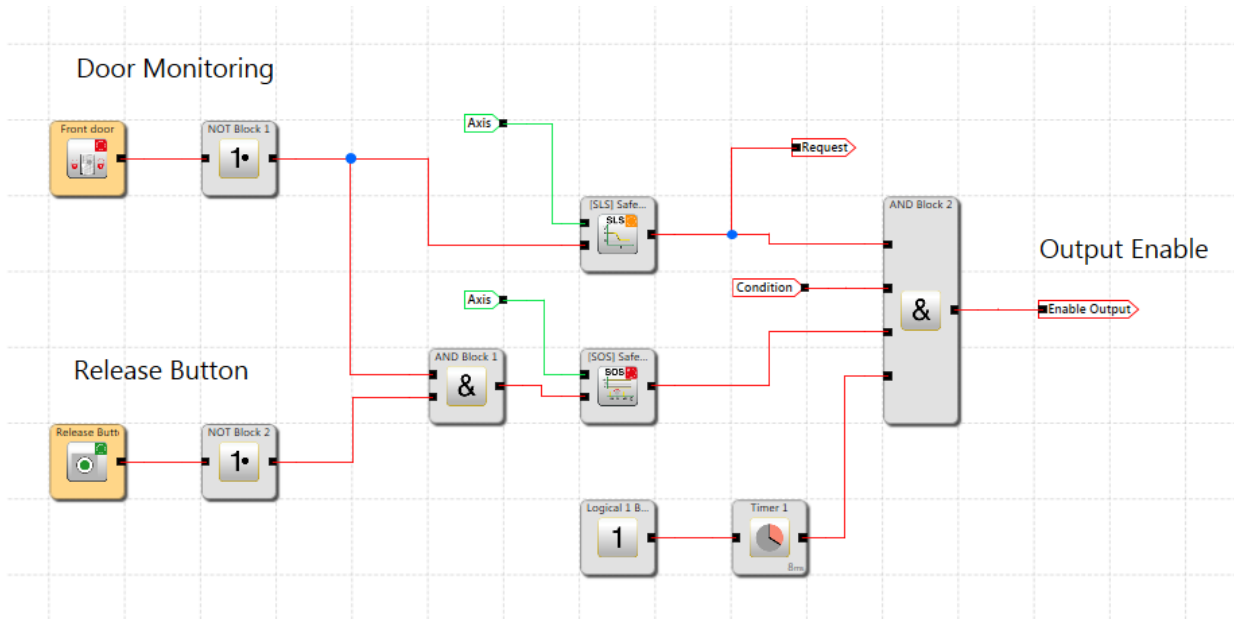 Door Monitoring
Front door
NOT Block 1
1•
Axis
Request
[SLS] Safe...
SLS
AND Block 2
Output Enable
Condition
&
Enable Output
Axis
Release Button
AND Block 1
&
[SOS] Safe...
SOS
Release Butt
NOT Block 2
1•
Logical 1 B...
1
Timer 1
8ms